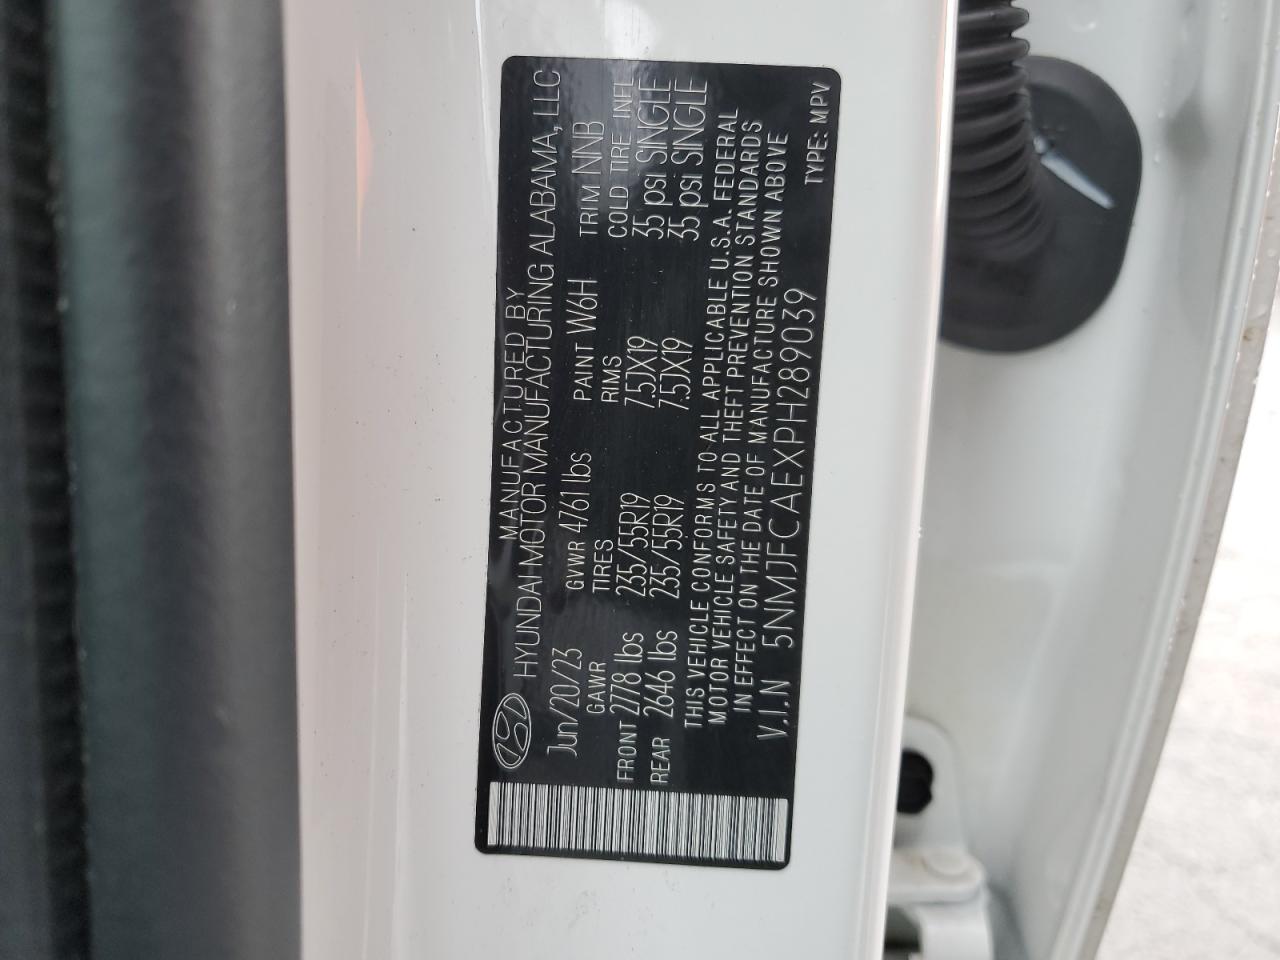 MANUFACTURED BY
HYUNDAI MOTOR MANUFACTURING ALABAMA, LLC
Jun/20/23 GVWR 4761 lbs PAINT W6H TRIM NNB
GAWR TIRES RIMS COLD TIRE INFL
FRONT 2778 lbs 235/55R19 7.5JX19 35 psi SINGLE
REAR 2646 lbs 235/55R19 7.5JX19 35 psi SINGLE
THIS VEHICLE CONFORMS TO ALL APPLICABLE U.S.A. FEDERAL
MOTOR VEHICLE SAFETY AND THEFT PREVENTION STANDARDS
IN EFFECT ON THE DATE OF MANUFACTURE SHOWN ABOVE
V.I.N 5NMJFCAEXPH289039 TYPE: MPV